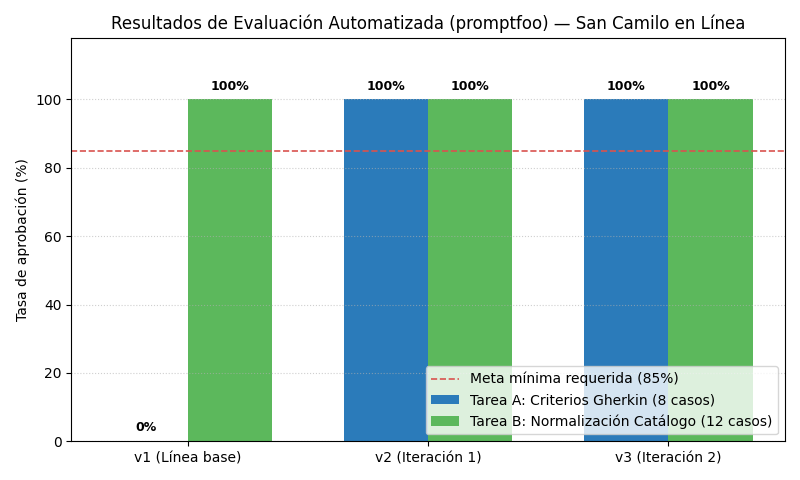 Resultados de Evaluación Automatizada (promptfoo) — San Camilo en Línea
Tasa de aprobación (%)
100
80
60
40
20
0
0%
100%
100%
100%
100%
100%
Meta mínima requerida (85%)
Tarea A: Criterios Gherkin (8 casos)
Tarea B: Normalización Catálogo (12 casos)
v1 (Línea base)
v2 (Iteración 1)
v3 (Iteración 2)